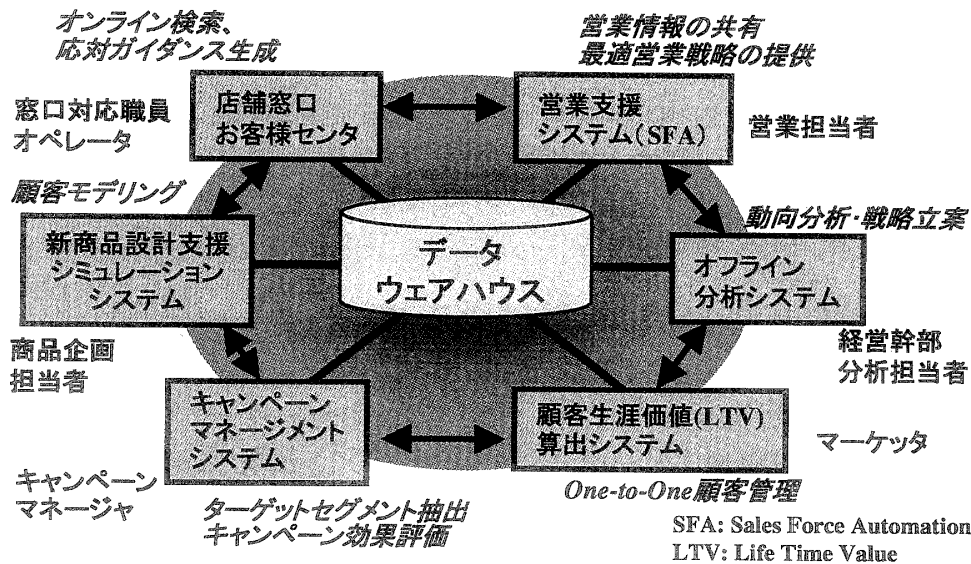 オンライン検索、
応対ガイダンス生成
営業情報の共有
最適営業戦略の提供
窓口対応職員
オペレータ
店舗窓口
お客様センタ
営業支援
システム(SFA)
営業担当者
顧客モデリング
動向分析・戦略立案
新商品設計支援
シミュレーション
システム
データ
ウェアハウス
オフライン
分析システム
商品企画
担当者
経営幹部
分析担当者
キャンペーン
マネージメント
システム
顧客生涯価値(LTV)
算出システム
マーケッタ
キャンペーン
マネージャ
ターゲットセグメント抽出
キャンペーン効果評価
One-to-One顧客管理
SFA: Sales Force Automation
LTV: Life Time Value